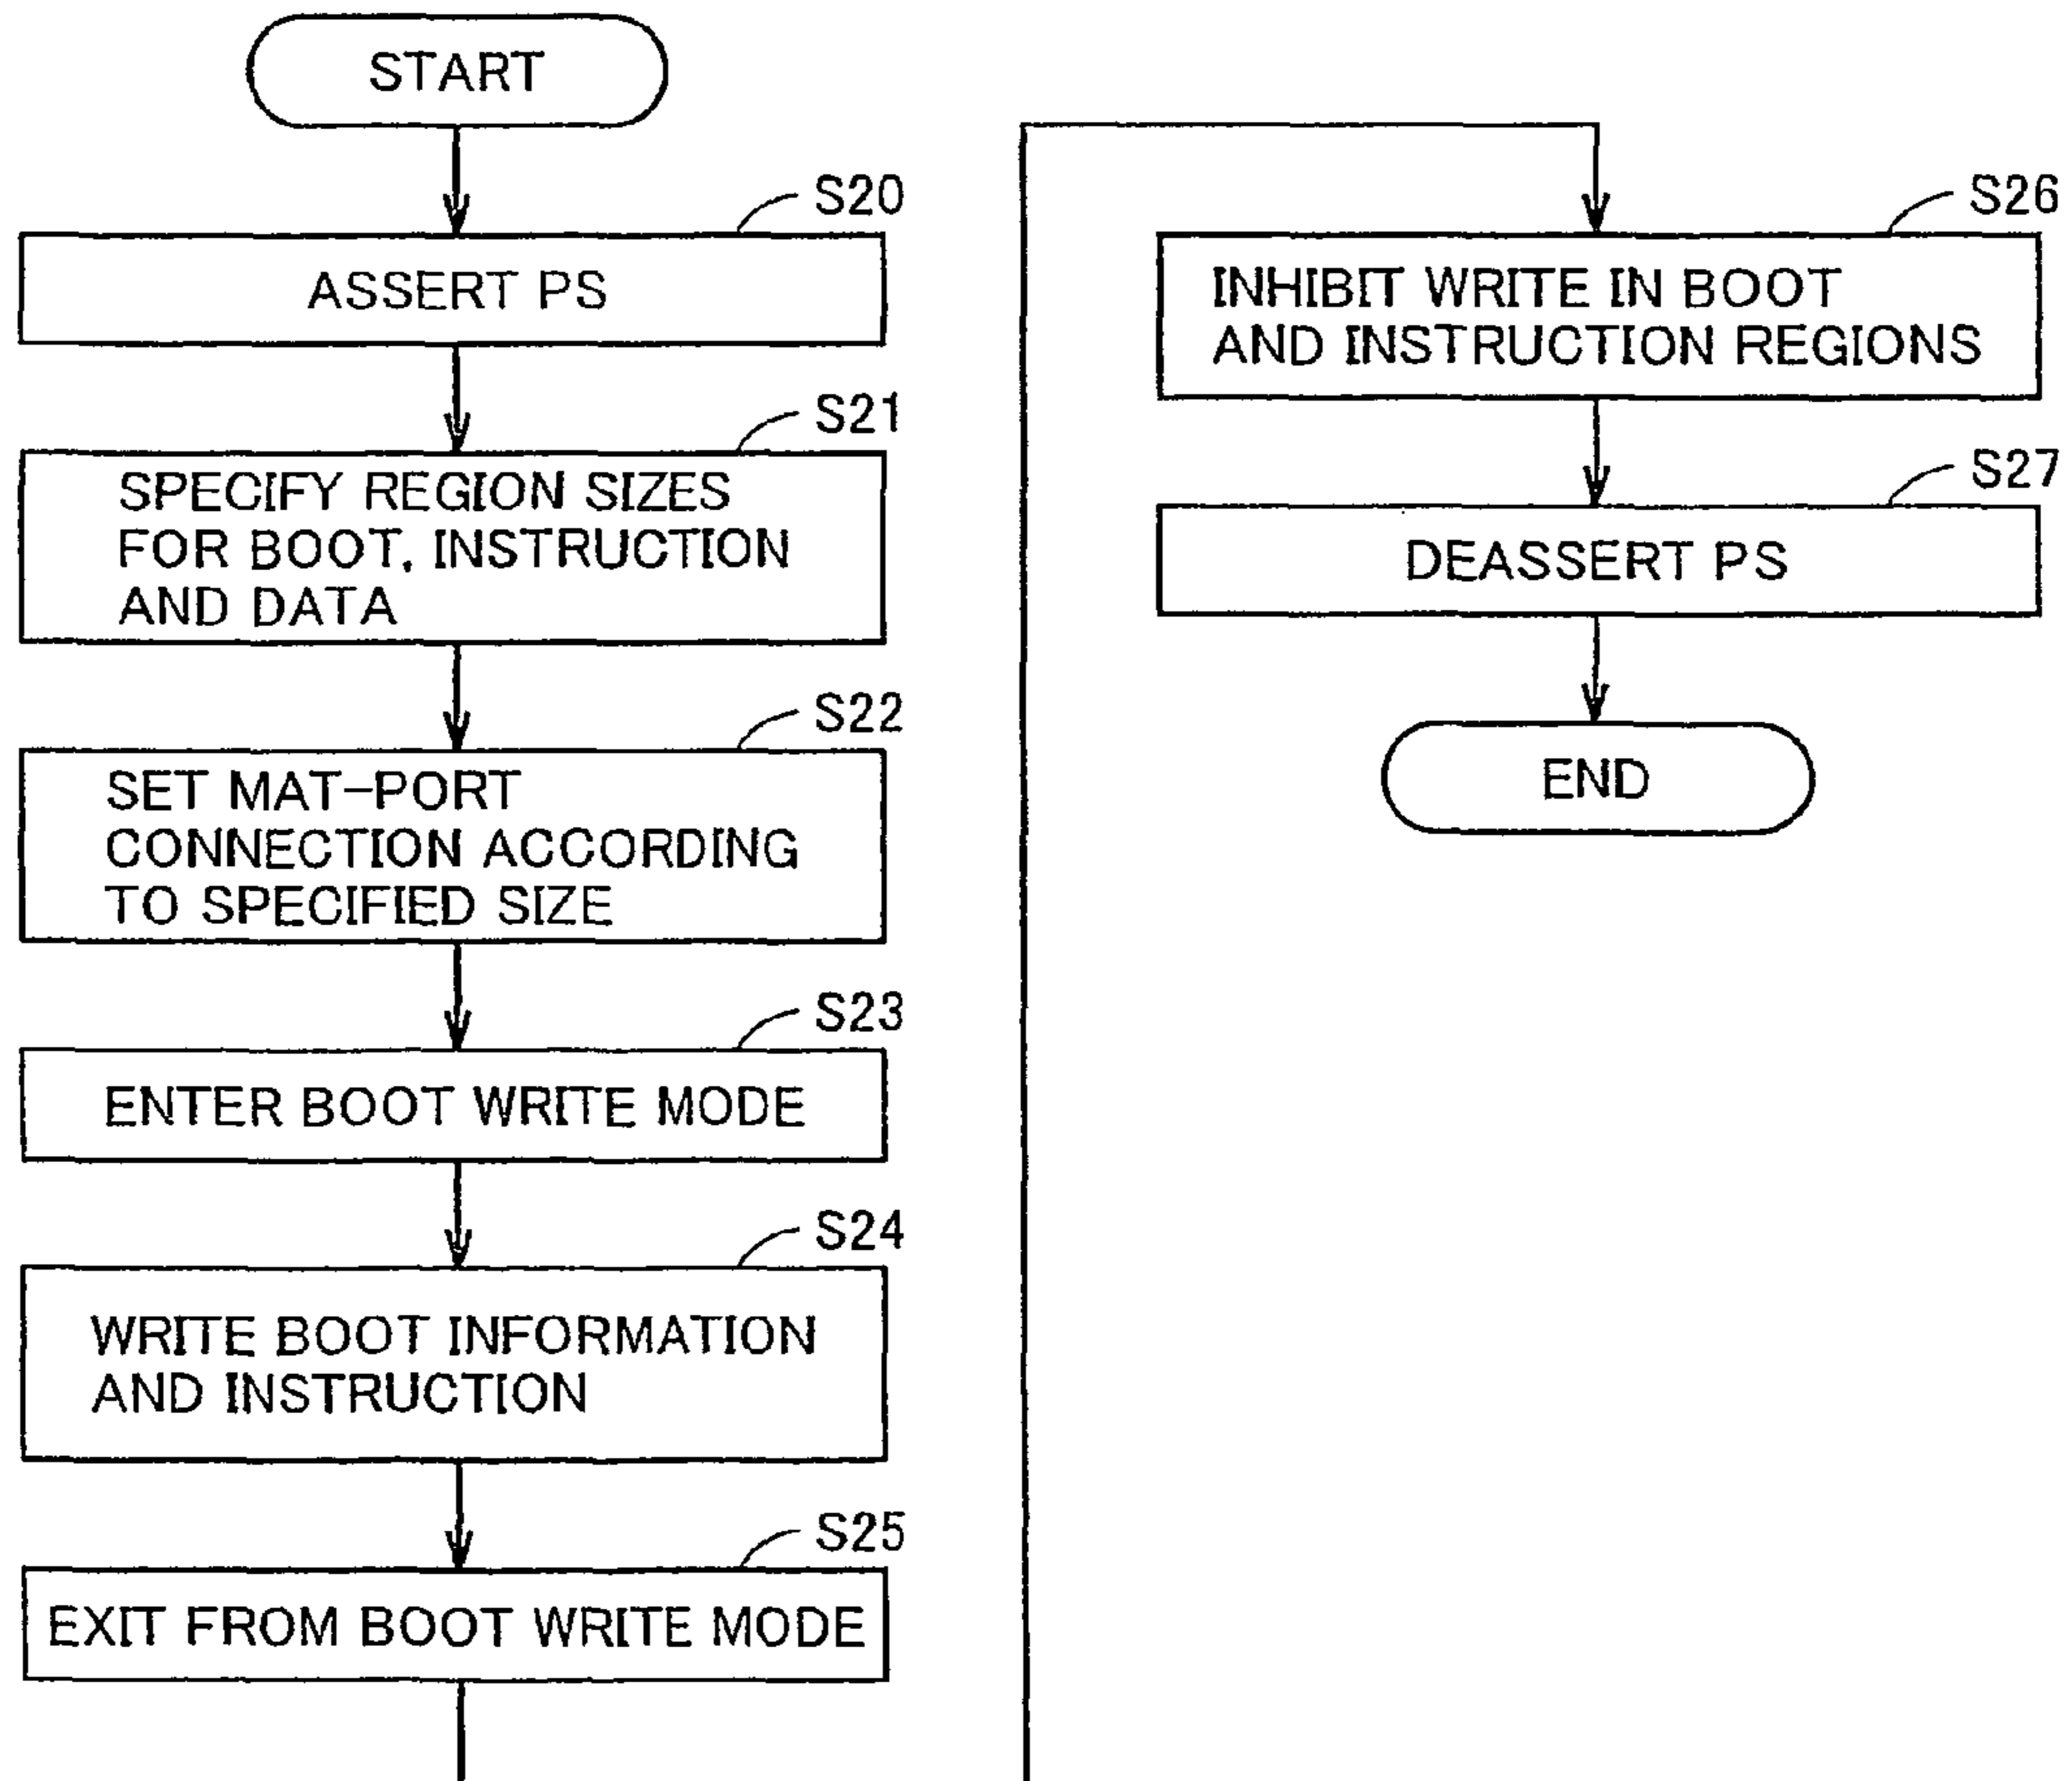 START
S20
ASSERT PS
S21
SPECIFY REGION SIZES
FOR BOOT, INSTRUCTION
AND DATA
S22
SET MAT-PORT
CONNECTION ACCORDING
TO SPECIFIED SIZE
S23
ENTER BOOT WRITE MODE
S24
WRITE BOOT INFORMATION
AND INSTRUCTION
S25
EXIT FROM BOOT WRITE MODE
S26
INHIBIT WRITE IN BOOT
AND INSTRUCTION REGIONS
S27
DEASSERT PS
END